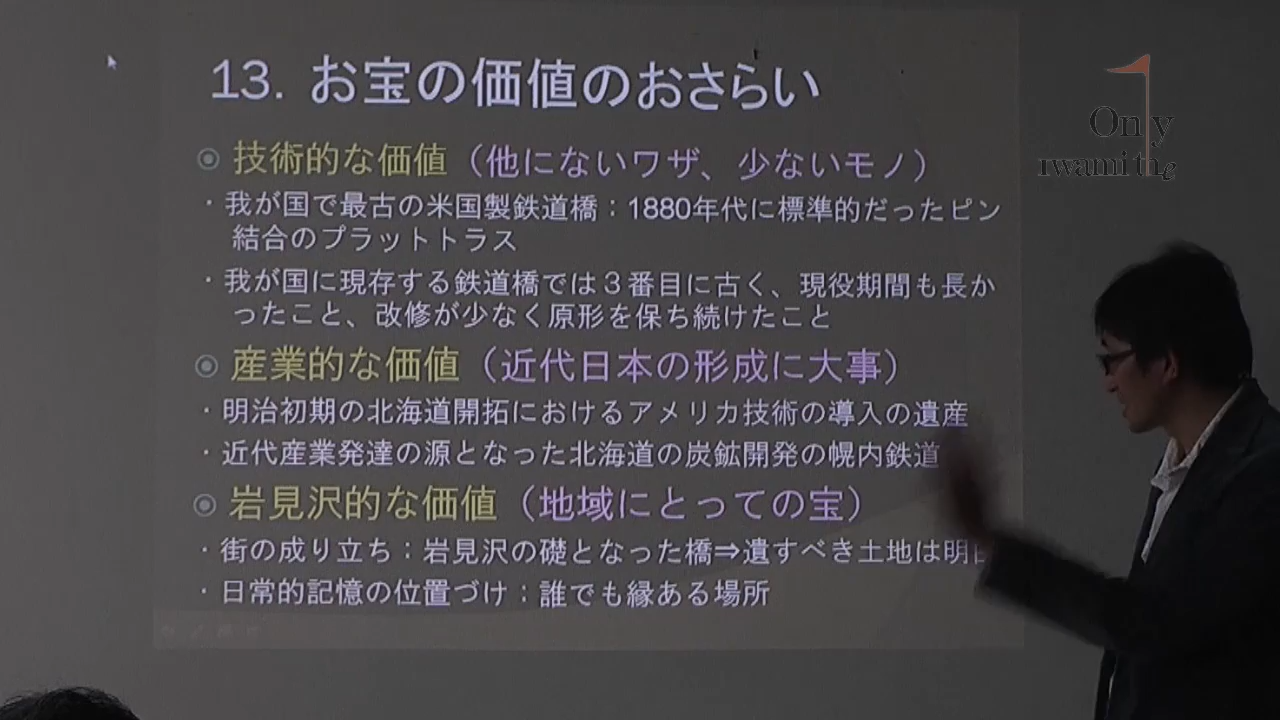 13. お宝の価値のおさらい
技術的な価値（他にないワザ、少ないモノ）
・我が国で最古の米国製鉄道橋：1880年代に標準的だったピン
結合のプラットトラス
・我が国に現存する鉄道橋では３番目に古く、現役期間も長か
ったこと、改修が少なく原形を保ち続けたこと
産業的な価値（近代日本の形成に大事）
・明治初期の北海道開拓におけるアメリカ技術の導入の遺産
・近代産業発達の源となった北海道の炭鉱開発の幌内鉄道
岩見沢的な価値（地域にとっての宝）
・街の成り立ち：岩見沢の礎となった橋⇒遺すべき土地は明
・日常的記憶の位置づけ：誰でも縁ある場所
Only
ıwami the